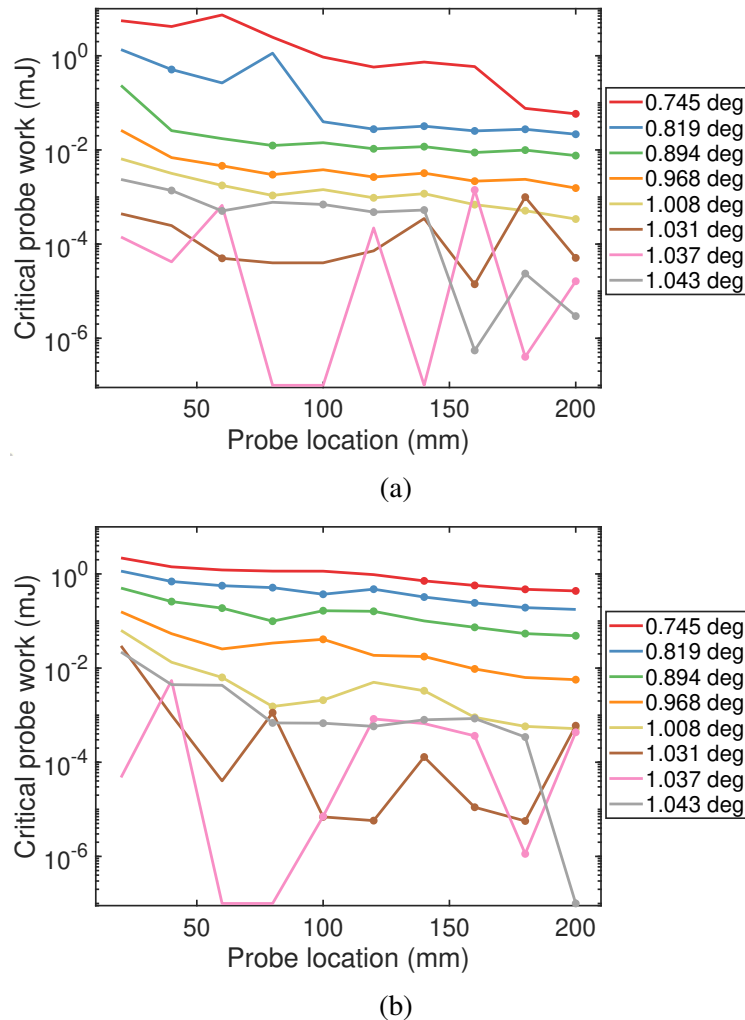 10^0
10^-2
10^-4
10^-6
Critical probe work (mJ)
50
100
150
200
Probe location (mm)
0.745 deg
0.819 deg
0.894 deg
0.968 deg
1.008 deg
1.031 deg
1.037 deg
1.043 deg
(a)
10^0
10^-2
10^-4
10^-6
Critical probe work (mJ)
50
100
150
200
Probe location (mm)
0.745 deg
0.819 deg
0.894 deg
0.968 deg
1.008 deg
1.031 deg
1.037 deg
1.043 deg
(b)